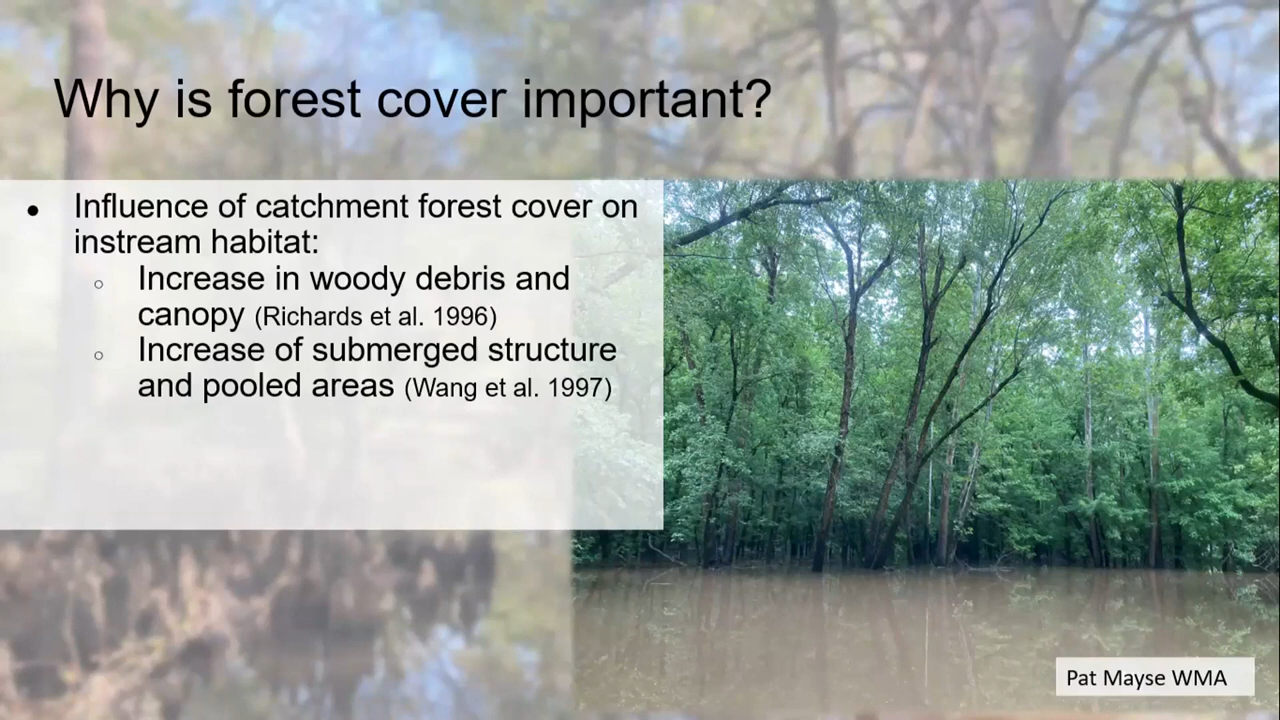 Why is forest cover important?
● Influence of catchment forest cover on
instream habitat:
○ Increase in woody debris and
canopy (Richards et al. 1996)
○ Increase of submerged structure
and pooled areas (Wang et al. 1997)
Pat Mayse WMA